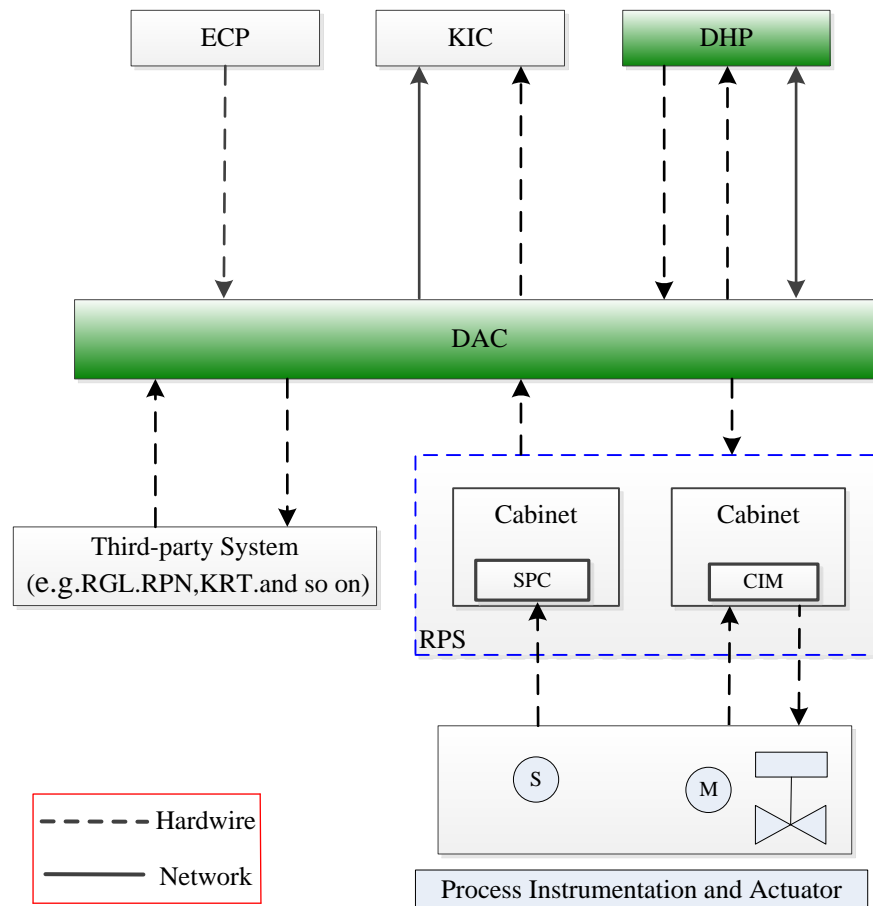 ECP
KIC
DHP
DAC
Third-party System
(e.g.RGL.RPN,KRT.and so on)
Cabinet
SPC
Cabinet
CIM
RPS
S
M
Hardwire
Network
Process Instrumentation and Actuator